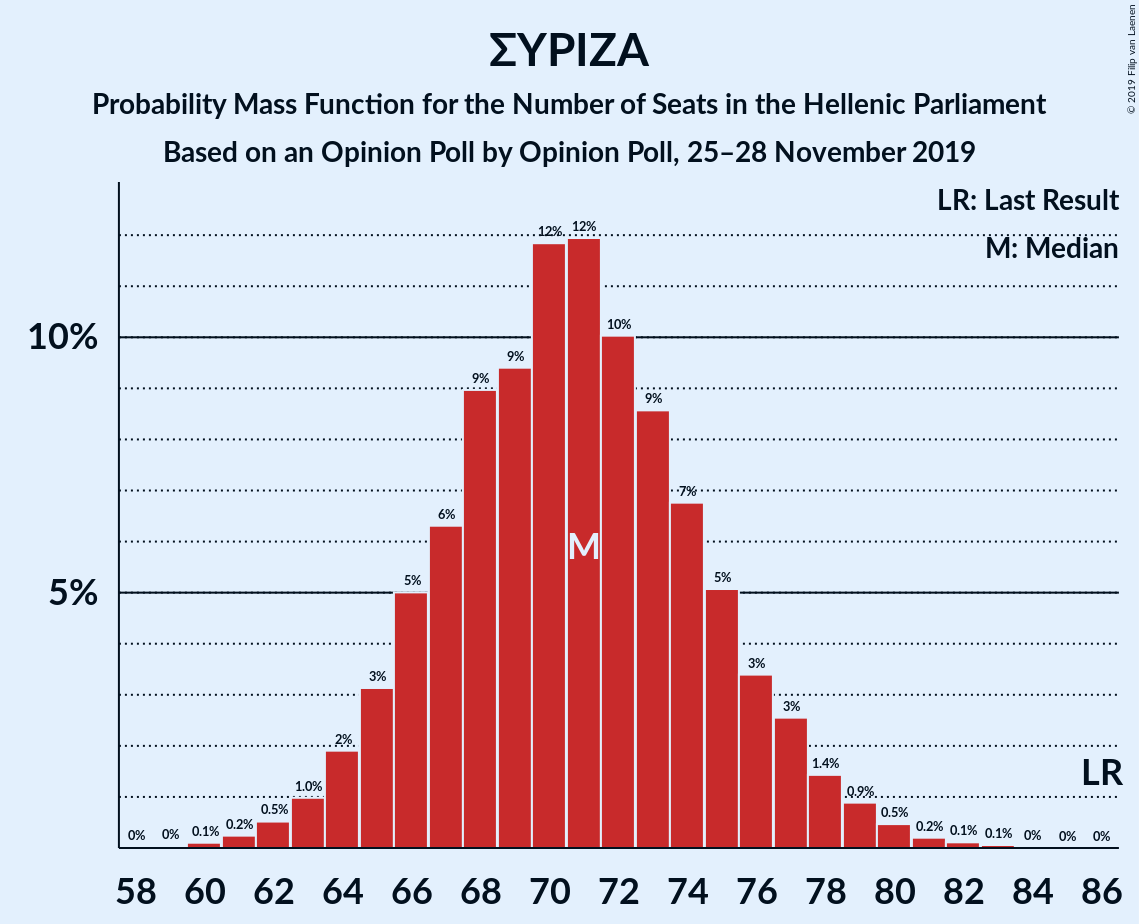 ΣΥΡΙΖΑ
Probability Mass Function for the Number of Seats in the Hellenic Parliament
Based on an Opinion Poll by Opinion Poll, 25–28 November 2019
© 2019 Filip van Laenen
LR: Last Result
M: Median
10%
5%
0% 0% 0.1% 0.2% 0.5% 1.0% 2% 3% 5% 6% 9% 9% 12% 12% 10% 9% 7% 5% 3% 3% 1.4% 0.9% 0.5% 0.2% 0.1% 0.1% 0% 0% 0%
M
LR
58 60 62 64 66 68 70 72 74 76 78 80 82 84 86